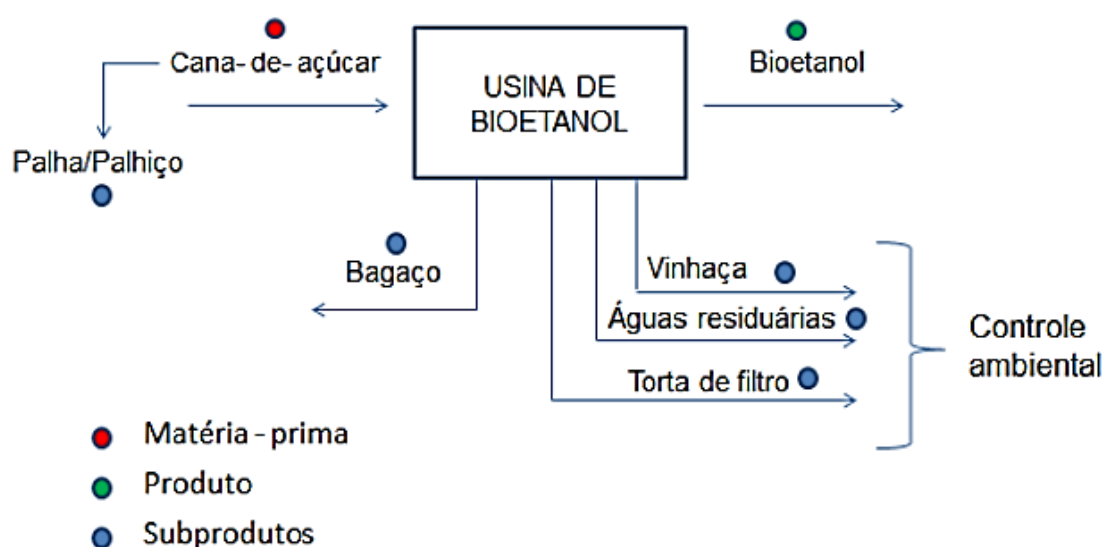 Cana- de- açúcar
USINA DE
BIOETANOL
Bioetanol
Palha/Palhiço
Bagaço
Vinhaça
Águas residuárias
Torta de filtro
Controle
ambiental
Matéria - prima
Produto
Subprodutos